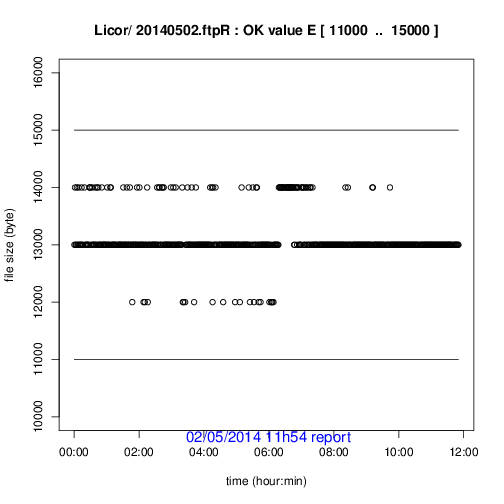 Licor/ 20140502.ftpR : OK value E [ 11000 .. 15000 ]
file size (byte)
16000
15000
14000
13000
12000
11000
10000
02/05/2014 11h54 report
00:00 02:00 04:00 06:00 08:00 10:00 12:00
time (hour:min)